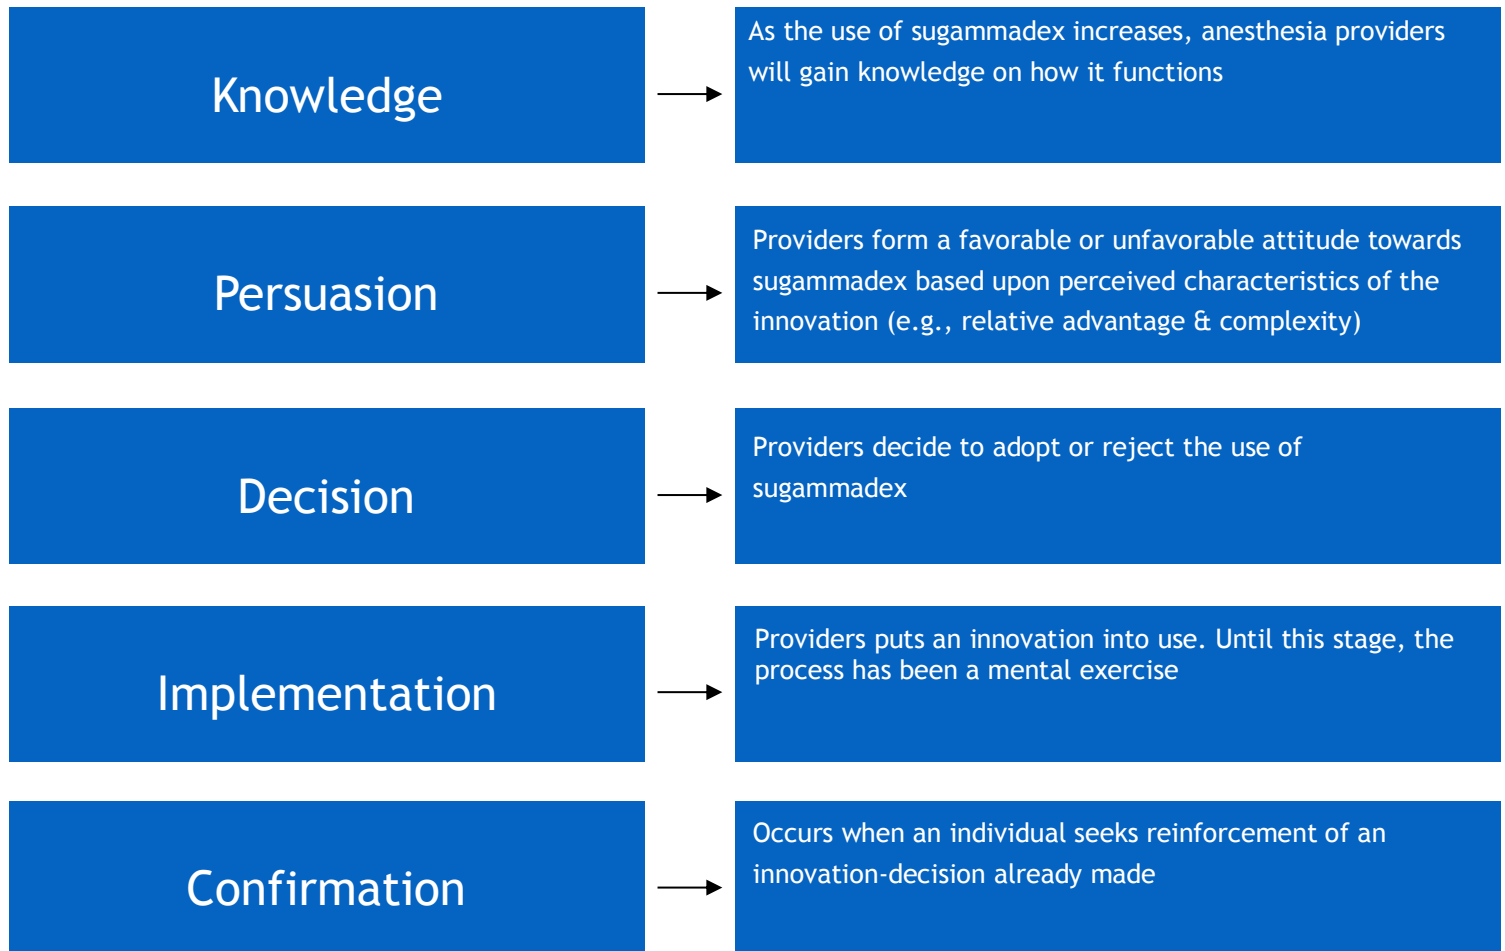 Knowledge
As the use of sugammadex increases, anesthesia providers
will gain knowledge on how it functions
Persuasion
Providers form a favorable or unfavorable attitude towards
sugammadex based upon perceived characteristics of the
innovation (e.g., relative advantage & complexity)
Decision
Providers decide to adopt or reject the use of
sugammadex
Implementation
Providers puts an innovation into use. Until this stage, the
process has been a mental exercise
Confirmation
Occurs when an individual seeks reinforcement of an
innovation-decision already made